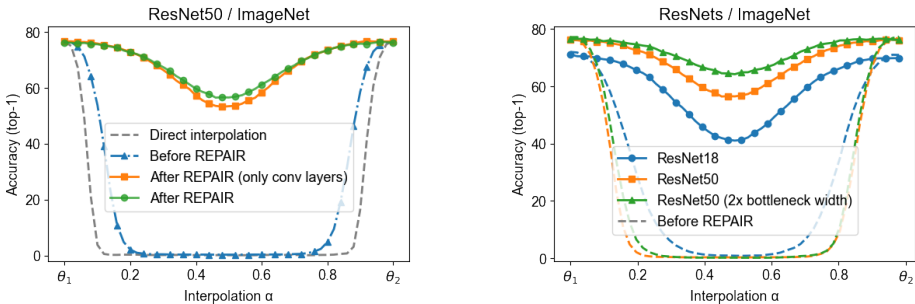 ResNet50 / ImageNet
80
60
40
20
0
Accuracy (top-1)
Direct interpolation
Before REPAIR
After REPAIR (only conv layers)
After REPAIR
θ1
0.2
0.4
0.6
0.8
θ2
Interpolation α
ResNets / ImageNet
80
60
40
20
0
Accuracy (top-1)
ResNet18
ResNet50
ResNet50 (2x bottleneck width)
Before REPAIR
θ1
0.2
0.4
0.6
0.8
θ2
Interpolation α